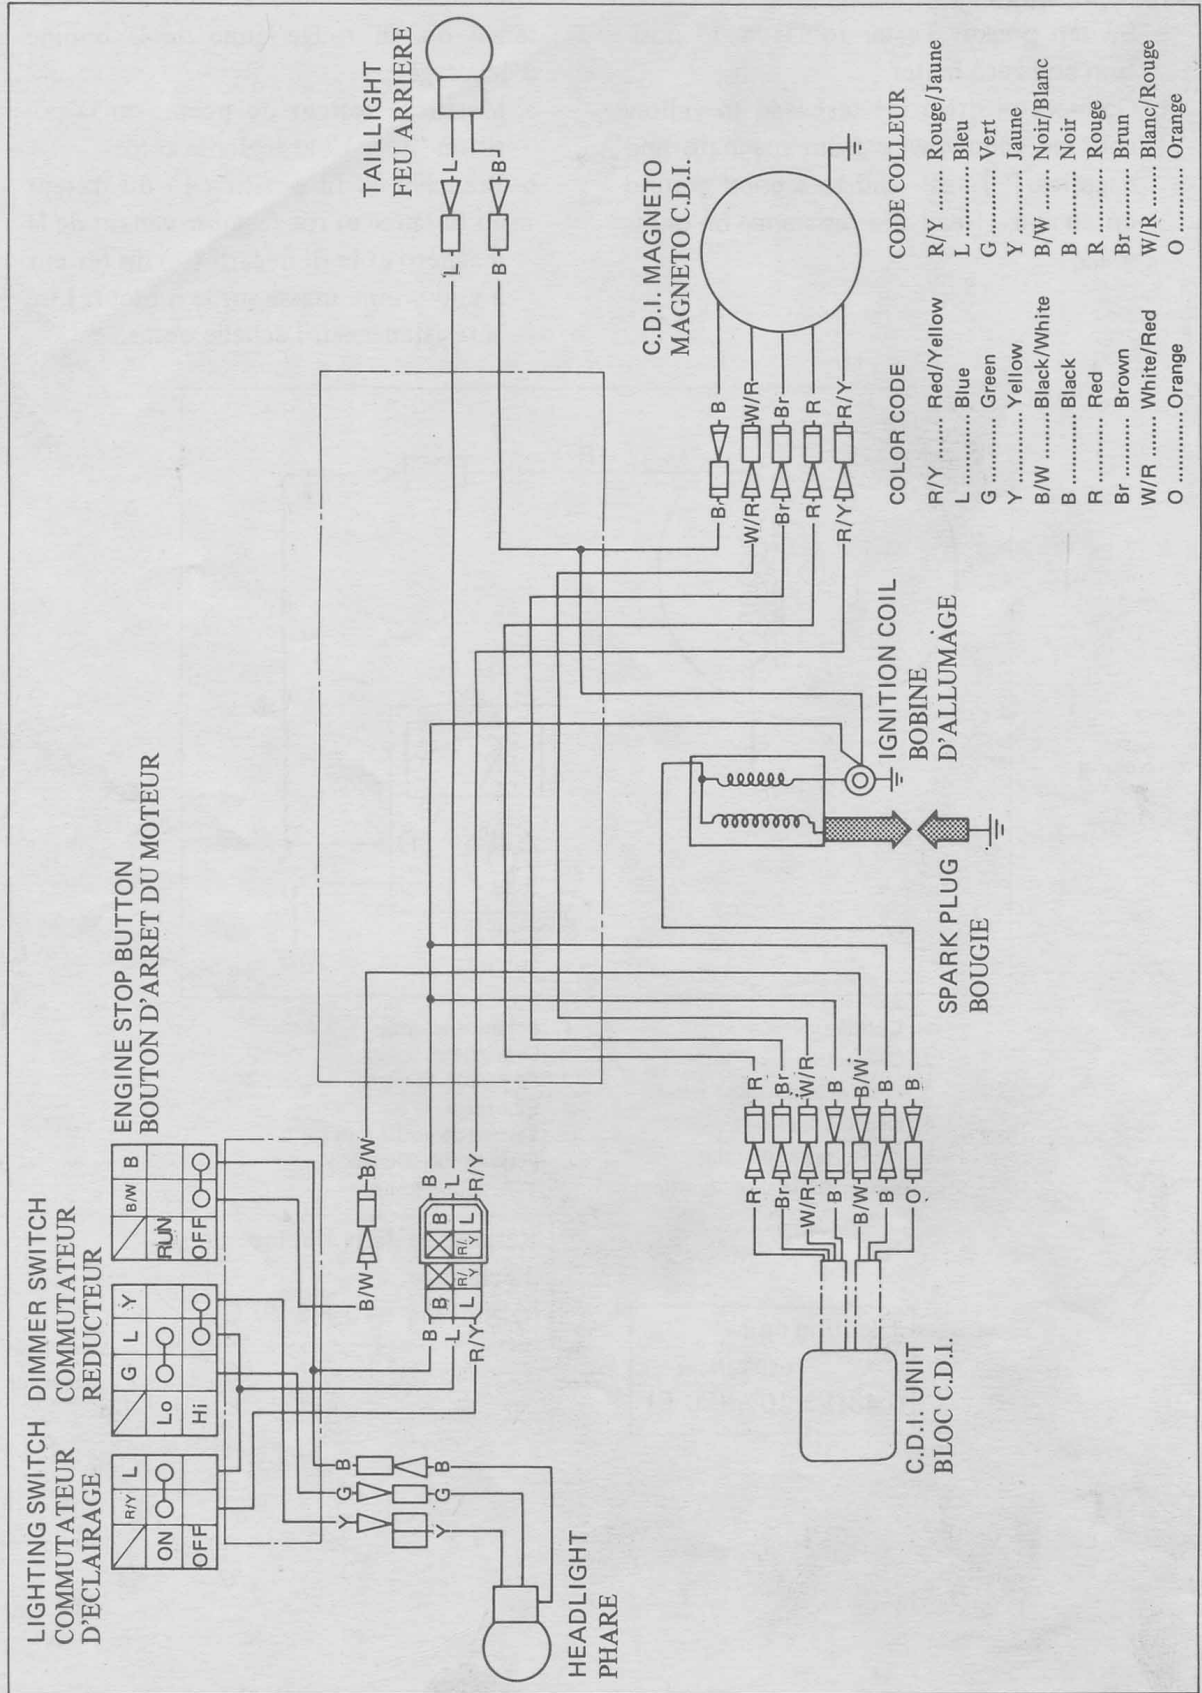 LIGHTING SWITCH
COMMUTATEUR
D'ECLAIRAGE
R/Y L
ON
OFF
DIMMER SWITCH
COMMUTATEUR
REDUCTEUR
G L Y
Lo
Hi
ENGINE STOP BUTTON
BOUTON D'ARRET DU MOTEUR
B/W B
RUN
OFF
TAILLIGHT
FEU ARRIERE
L L
B B
B/W B/W
B
L
R/Y
B
L
R/Y
R/Y
B
L
B
L
R/Y
Y Y
G G
B B
HEADLIGHT
PHARE
C.D.I. MAGNETO
MAGNETO C.D.I.
B B
W/R W/R
Br Br
R R
R/Y R/Y
R R
Br Br
W/R W/R
B B
B/W B/W
B B
O B
C.D.I. UNIT
BLOC C.D.I.
SPARK PLUG
BOUGIE
IGNITION COIL
BOBINE
D'ALLUMAGE
COLOR CODE
R/Y ........ Red/Yellow
L ............ Blue
G ............ Green
Y ............ Yellow
B/W ........ Black/White
B ............ Black
R ............ Red
Br ........... Brown
W/R ....... White/Red
O ............ Orange
CODE COLLEUR
R/Y ...... Rouge/Jaune
L .......... Bleu
G .......... Vert
Y .......... Jaune
B/W ...... Noir/Blanc
B .......... Noir
R .......... Rouge
Br ......... Brun
W/R ...... Blanc/Rouge
O .......... Orange